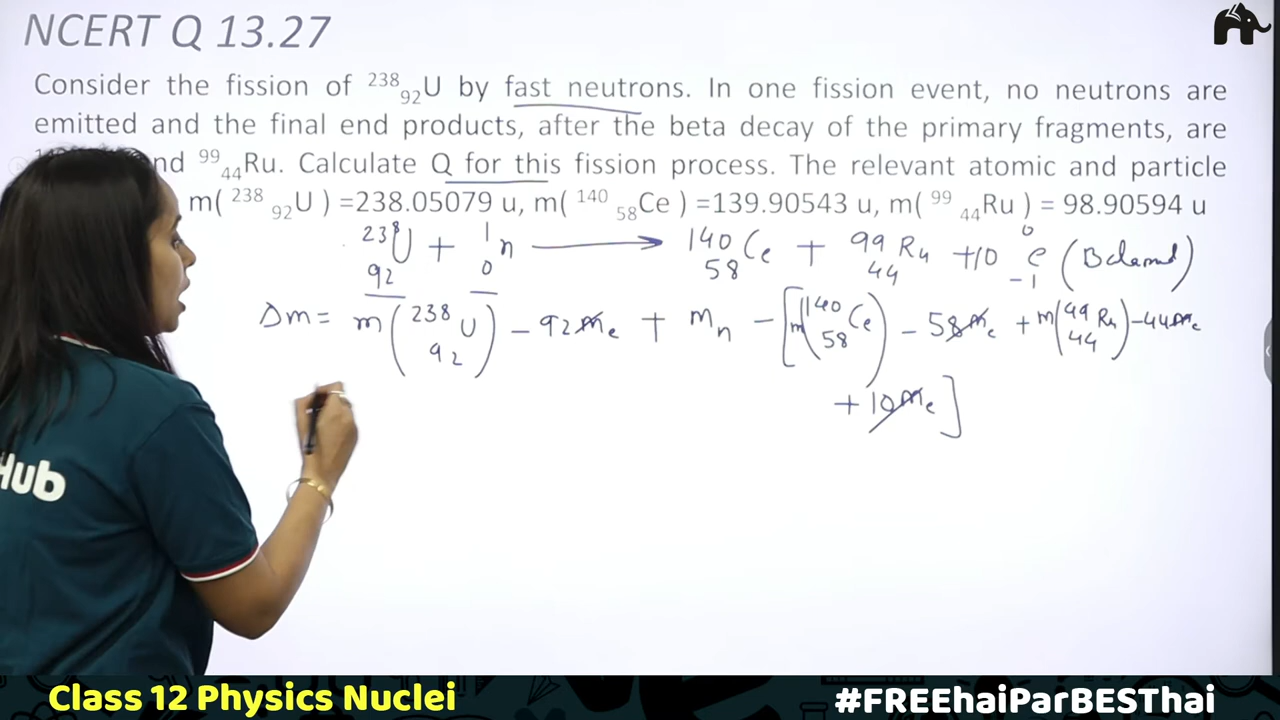 NCERT Q 13.27
Consider the fission of ²³⁸₉₂U by fast neutrons. In one fission event, no neutrons are
emitted and the final end products, after the beta decay of the primary fragments, are
nd ⁹⁹₄₄Ru. Calculate Q for this fission process. The relevant atomic and particle
m( ²³⁸₉₂U ) =238.05079 u, m( ¹⁴⁰₅₈Ce ) =139.90543 u, m( ⁹⁹₄₄Ru ) = 98.90594 u
²³⁸₉₂U + ¹₀n ⟶ ¹⁴⁰₅₈Ce + ⁹⁹₄₄Ru +10 ⁰₋₁e
Δm = m(²³⁸₉₂U) - 92mₑ + mₙ - [m(¹⁴⁰₅₈Ce) - 58mₑ + m(⁹⁹₄₄Ru) - 44mₑ
+ 10mₑ]
Hub
Class 12 Physics Nuclei
#FREEhaiParBESThai